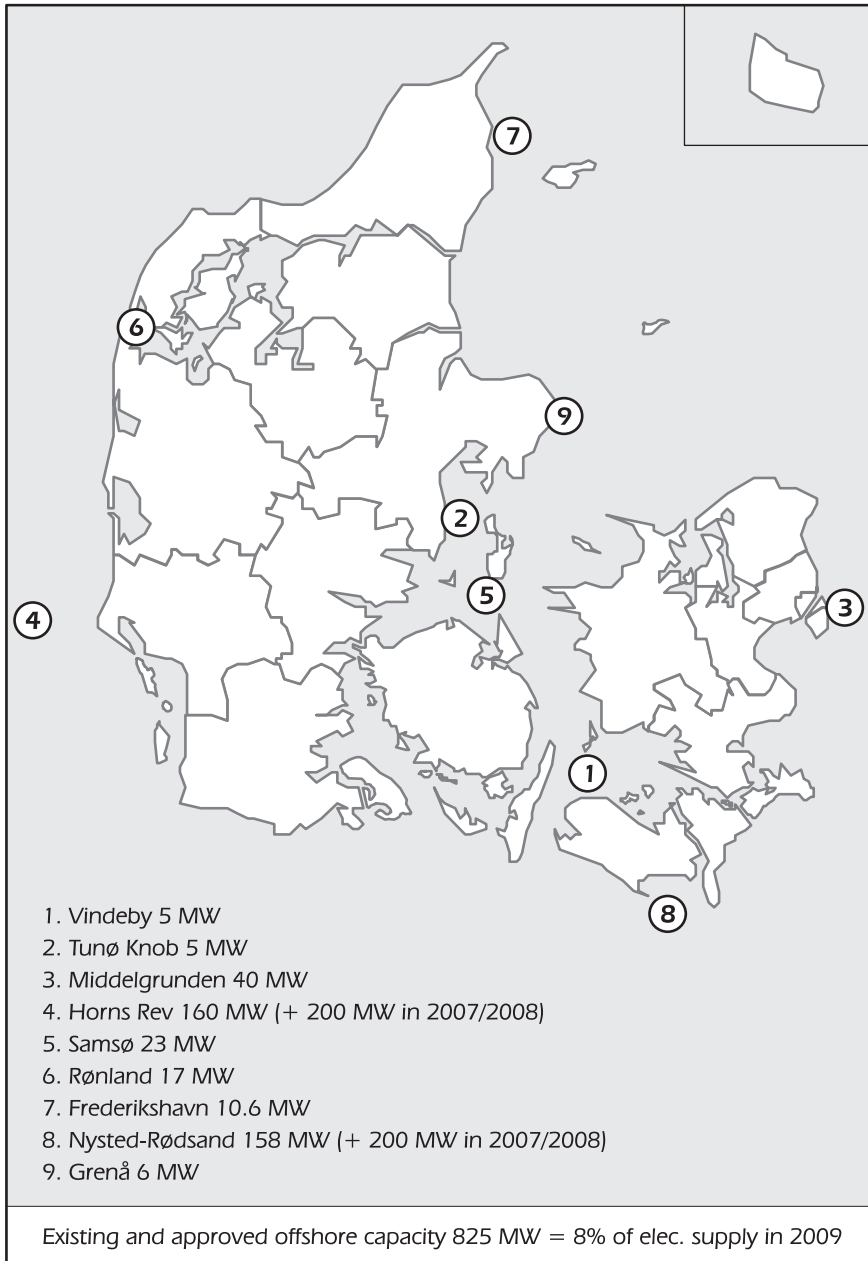 7
6
9
2
5
4
3
1
8
1. Vindeby 5 MW
2. Tunø Knob 5 MW
3. Middelgrunden 40 MW
4. Horns Rev 160 MW (+ 200 MW in 2007/2008)
5. Samsø 23 MW
6. Rønland 17 MW
7. Frederikshavn 10.6 MW
8. Nysted-Rødsand 158 MW (+ 200 MW in 2007/2008)
9. Grenå 6 MW
Existing and approved offshore capacity 825 MW = 8% of elec. supply in 2009